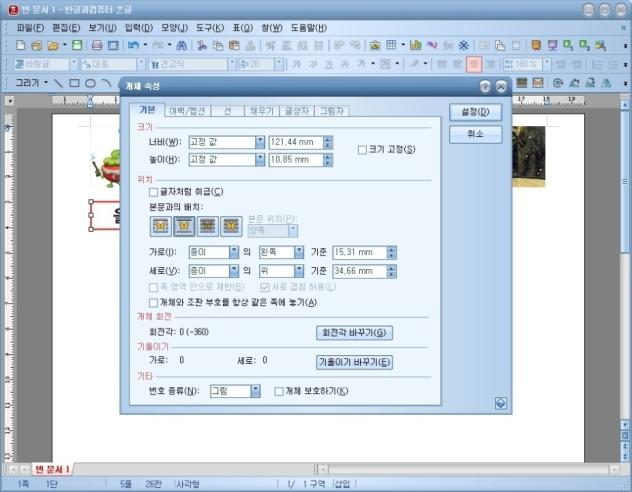 빈 문서 1 - 한글과컴퓨터 한글
파일(F) 편집(E) 보기(U) 입력(D) 모양(J) 도구(K) 표(Q) 창(W) 도움말(H)
바탕글 대표 견고딕 20 160 %
그리기
개체 속성
기본 여백/캡션 선 채우기 글상자 그림자
설정(D)
취소
크기
너비(W): 고정 값 121,44 mm
높이(H): 고정 값 10,85 mm
크기 고정(S)
위치
글자처럼 취급(C)
본문과의 배치:
본문 위치(P):
양쪽
가로(J): 종이 의 왼쪽 기준 15,31 mm
세로(V): 종이 의 위 기준 34,66 mm
쪽 영역 안으로 제한(R) 서로 겹침 허용(L)
개체와 조판 부호를 항상 같은 쪽에 놓기(A)
개체 회전
회전각: 0 (~360) 회전각 바꾸기(G)
기울이기
가로: 0 세로: 0 기울이기 바꾸기(E)
기타
번호 종류(N): 그림 개체 보호하기(K)
빈 문서 1
1쪽 1단 5줄 26칸 사각형 1/ 1 구역 삽입